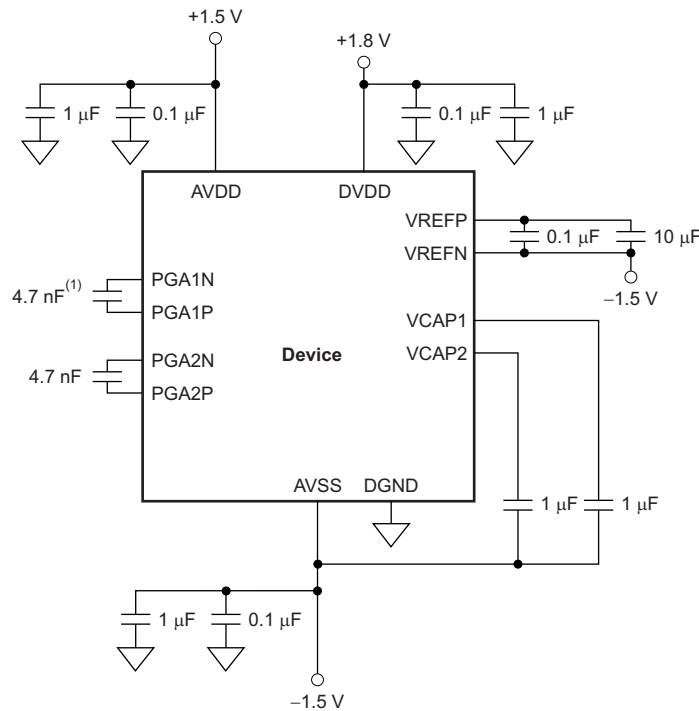 +1.5 V
+1.8 V
1 μF
0.1 μF
0.1 μF
1 μF
AVDD
DVDD
VREFP
VREFN
0.1 μF
10 μF
−1.5 V
PGA1N
4.7 nF(1)
PGA1P
VCAP1
PGA2N
VCAP2
4.7 nF
Device
PGA2P
AVSS
DGND
1 μF
1 μF
1 μF
0.1 μF
−1.5 V